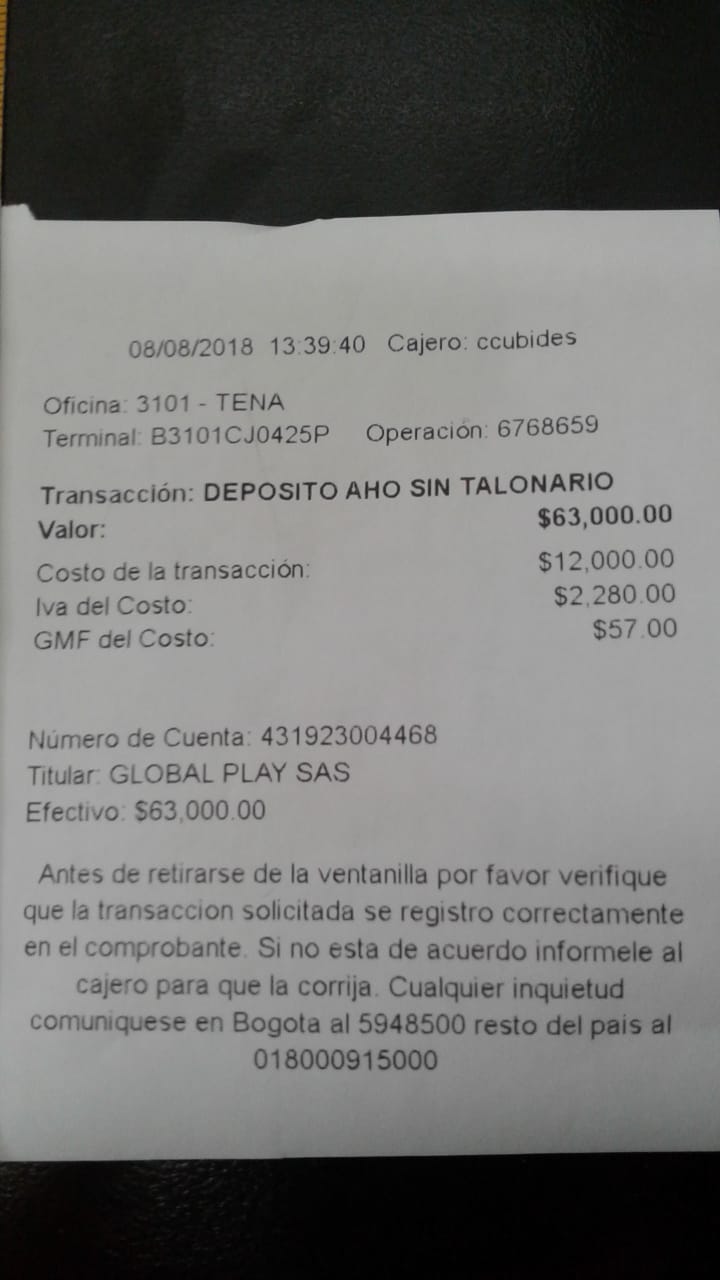 08/08/2018 13:39:40 Cajero: ccubides
Oficina: 3101 - TENA
Terminal: B3101CJ0425P Operación: 6768659
Transacción: DEPOSITO AHO SIN TALONARIO
Valor: $63,000.00
Costo de la transacción: $12,000.00
Iva del Costo: $2,280.00
GMF del Costo: $57.00
Número de Cuenta: 431923004468
Titular: GLOBAL PLAY SAS
Efectivo: $63,000.00
Antes de retirarse de la ventanilla por favor verifique
que la transaccion solicitada se registro correctamente
en el comprobante. Si no esta de acuerdo informele al
cajero para que la corrija. Cualquier inquietud
comuniquese en Bogota al 5948500 resto del pais al
018000915000